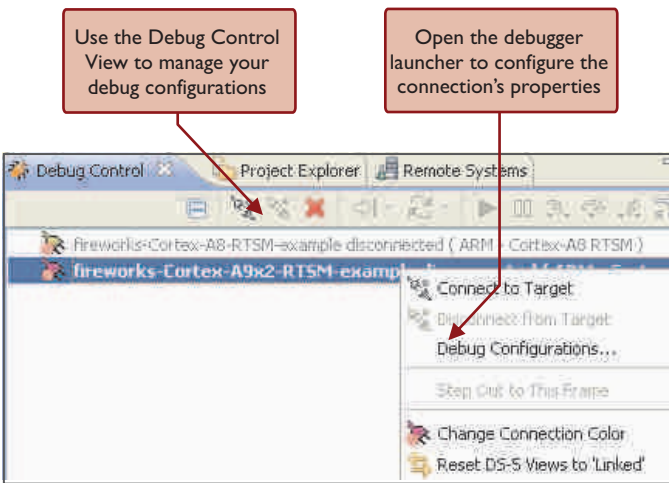 Use the Debug Control
View to manage your
debug configurations
Open the debugger
launcher to configure the
connection's properties
Debug Control
Project Explorer
Remote Systems
fireworks-Cortex-A8-RTSM-example disconnected ( ARM - Cortex-A8 RTSM )
fireworks-Cortex-A9x2-RTSM-example
Connect to Target
Disconnect from Target
Debug Configurations...
Step Out to This Frame
Change Connection Color
Reset DS-5 Views to 'Linked'